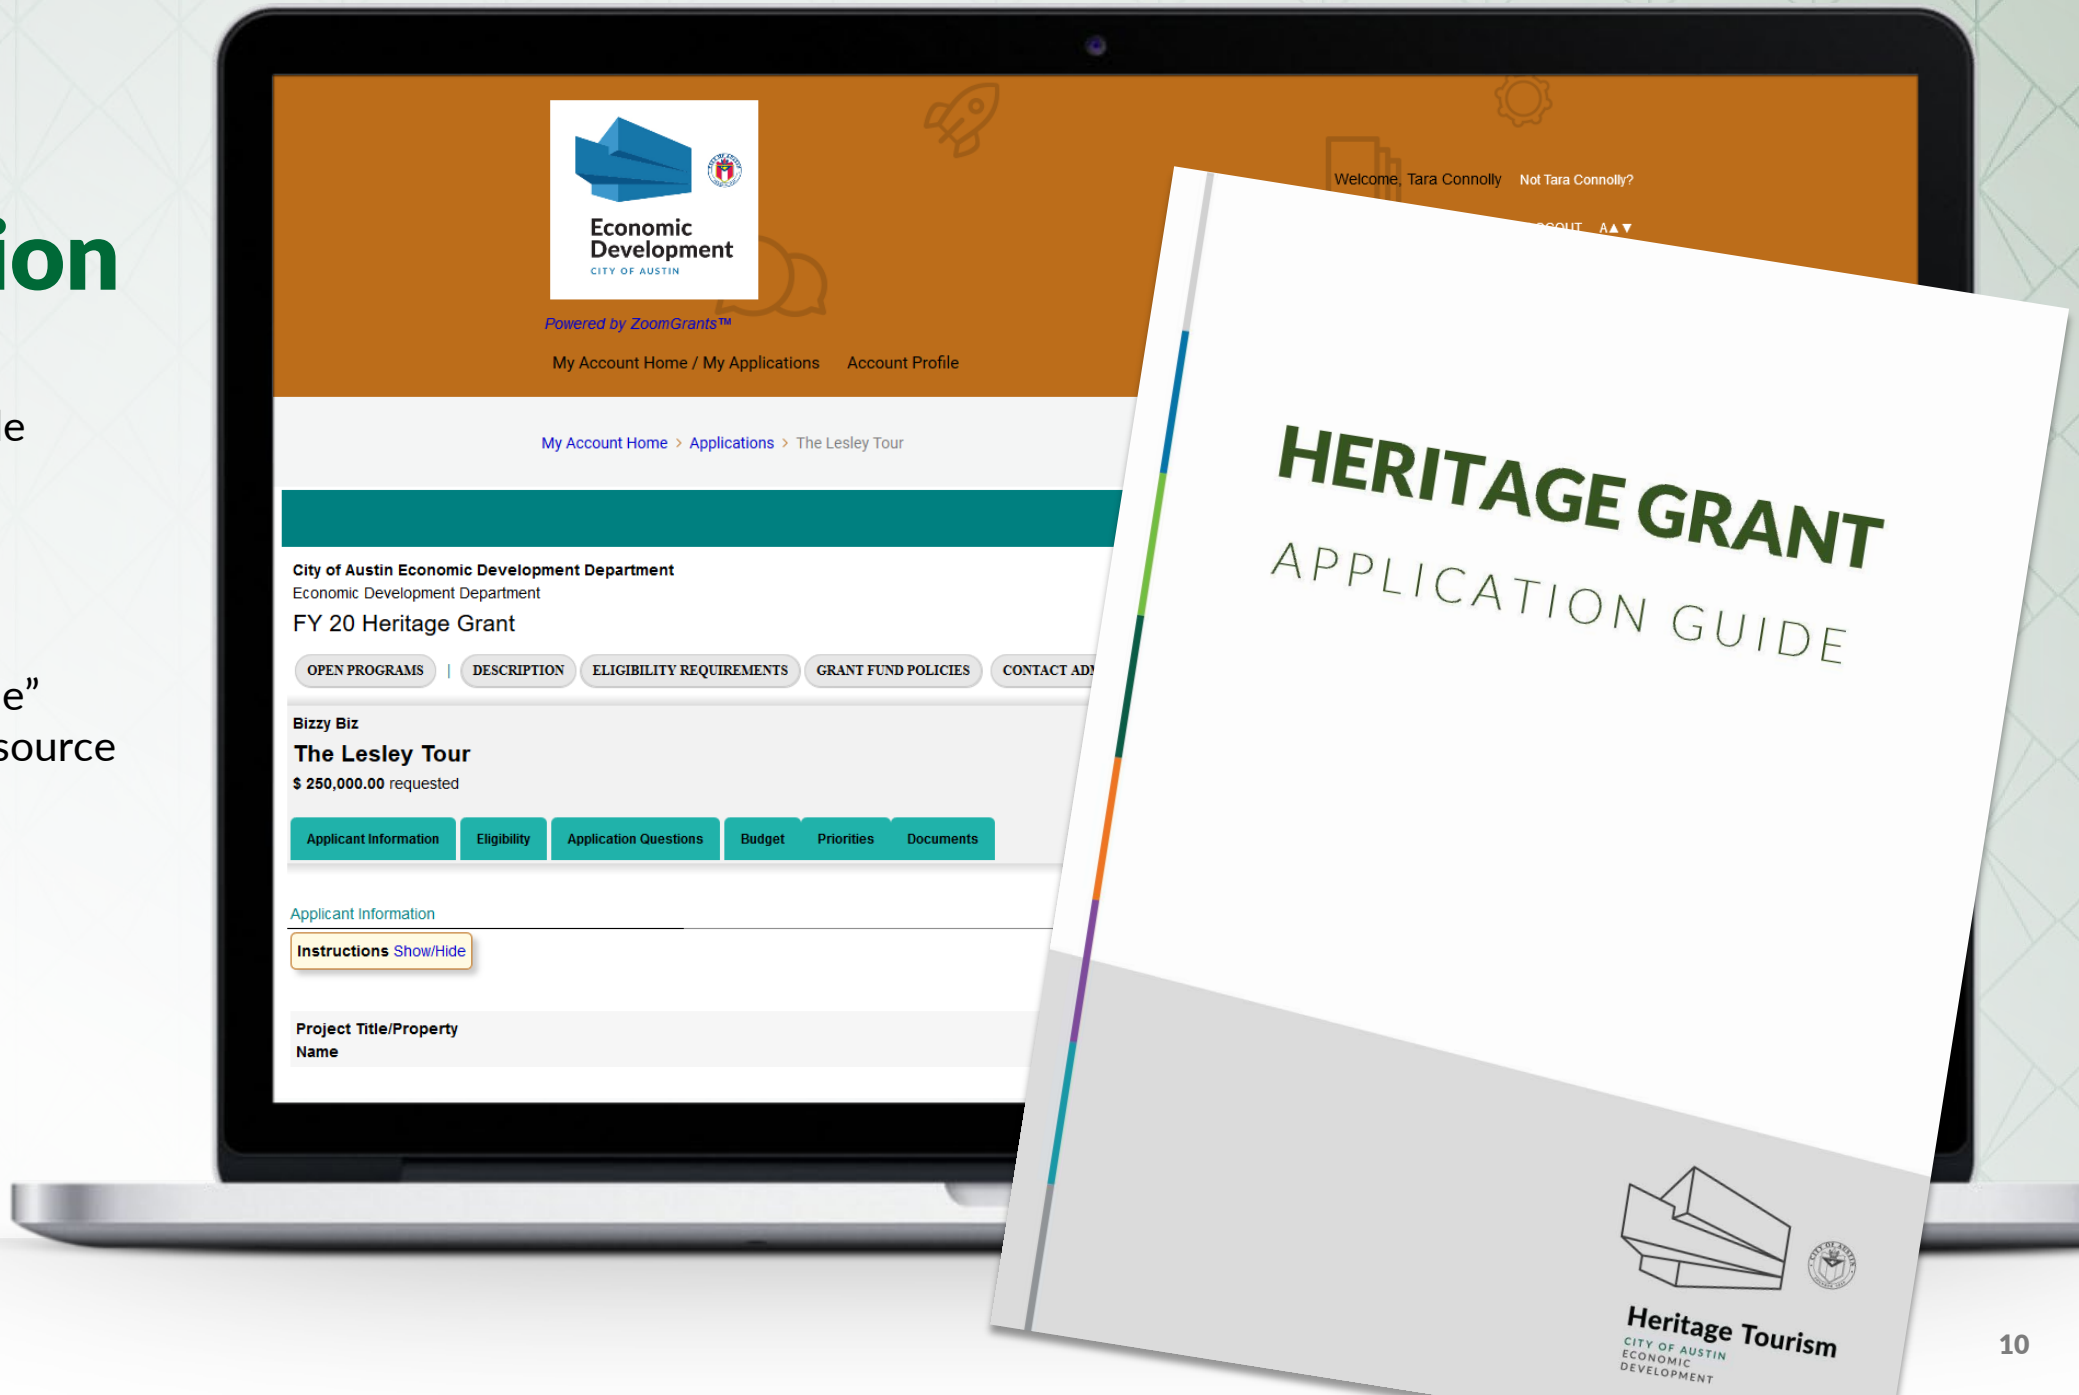 ion
le
e”
source
Economic
Development
CITY OF AUSTIN
Powered by ZoomGrants™
My Account Home / My Applications Account Profile
Welcome, Tara Connolly Not Tara Connolly?
A▲▼
My Account Home > Applications > The Lesley Tour
City of Austin Economic Development Department
Economic Development Department
FY 20 Heritage Grant
OPEN PROGRAMS | DESCRIPTION ELIGIBILITY REQUIREMENTS GRANT FUND POLICIES CONTACT ADM
Bizzy Biz
The Lesley Tour
$ 250,000.00 requested
Applicant Information Eligibility Application Questions Budget Priorities Documents
Applicant Information
Instructions Show/Hide
Project Title/Property
Name
HERITAGE GRANT
APPLICATION GUIDE
Heritage Tourism
CITY OF AUSTIN
ECONOMIC
DEVELOPMENT
10